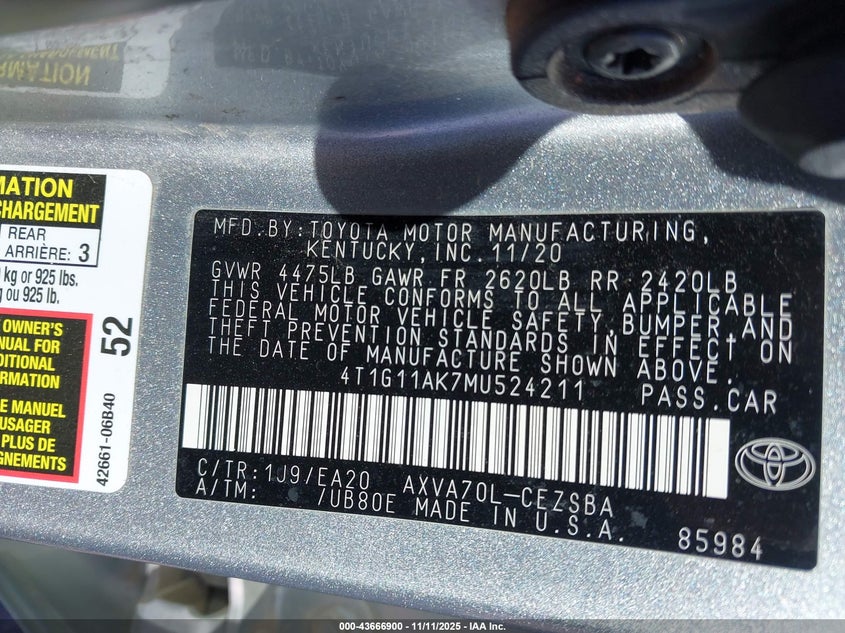 MATION
CHARGEMENT
REAR
ARRIÈRE: 3
kg or 925 lbs.
ou 925 lb.
OWNER'S
MANUAL FOR
INFORMATION
MANUEL
USAGER
PLUS DE
52
42661-06B40
MFD.BY:TOYOTA MOTOR MANUFACTURING,
KENTUCKY,INC.11/20
GVWR 4475LB GAWR FR 2620LB RR 2420LB
THIS VEHICLE CONFORMS TO ALL APPLICABLE
FEDERAL MOTOR VEHICLE SAFETY,BUMPER,AND
THEFT PREVENTION STANDARDS IN EFFECT ON
THE DATE OF MANUFACTURE SHOWN ABOVE.
4T1G11AK7MU524211 PASS.CAR
C/TR:1J9/EA20 AXVA70L-CEZSBA
A/TM: /UB80E MADE IN U.S.A.
85984
000-43666900 - 11/11/2025 - IAA Inc.